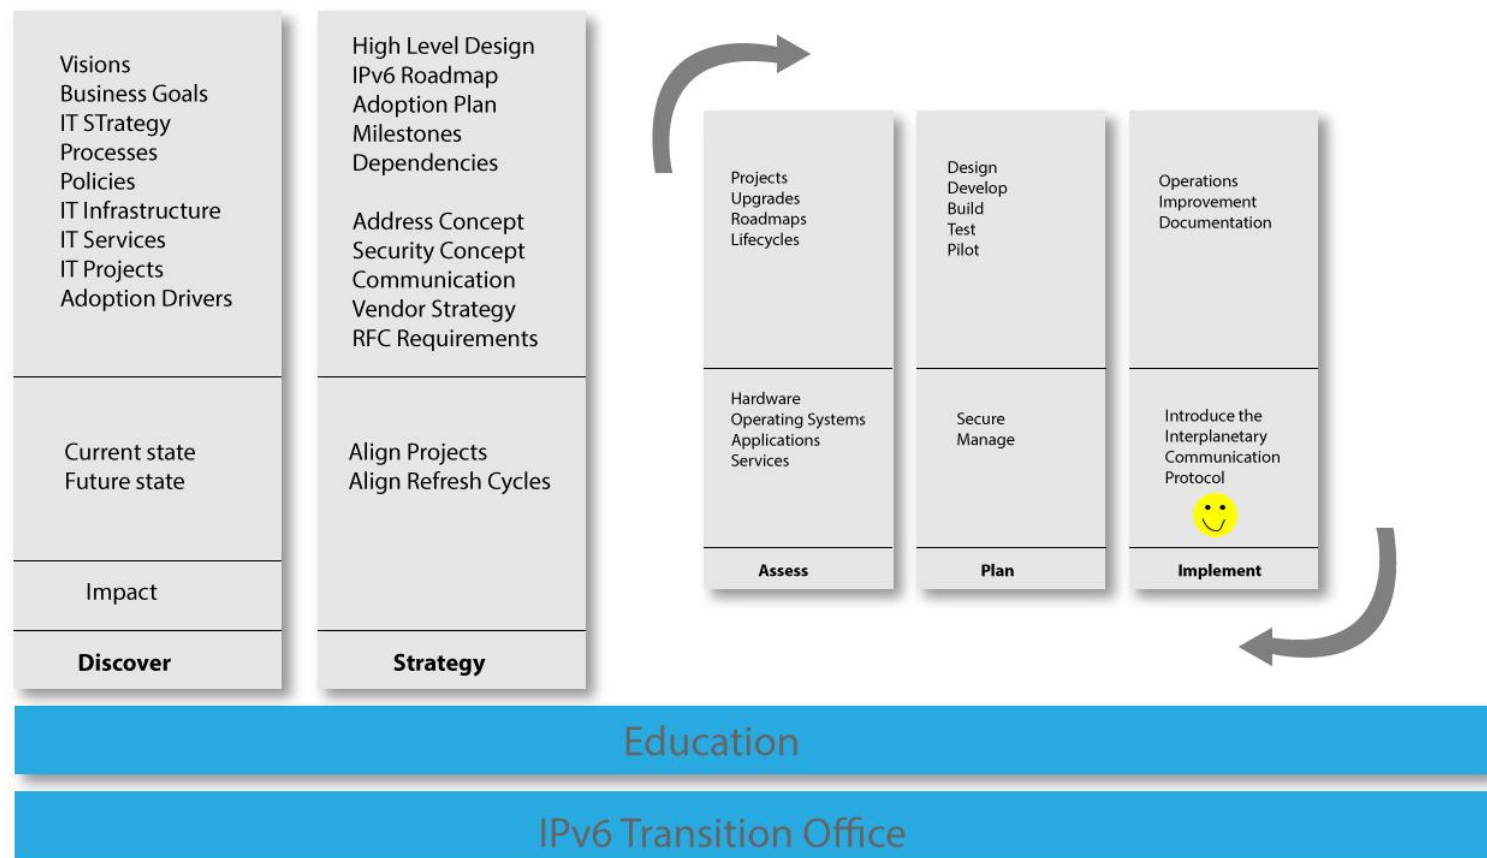 Visions
Business Goals
IT STrategy
Processes
Policies
IT Infrastructure
IT Services
IT Projects
Adoption Drivers
Current state
Future state
Impact
Discover
High Level Design
IPv6 Roadmap
Adoption Plan
Milestones
Dependencies
Address Concept
Security Concept
Communication
Vendor Strategy
RFC Requirements
Align Projects
Align Refresh Cycles
Strategy
Projects
Upgrades
Roadmaps
Lifecycles
Hardware
Operating Systems
Applications
Services
Assess
Design
Develop
Build
Test
Pilot
Secure
Manage
Plan
Operations
Improvement
Documentation
Introduce the
Interplanetary
Communication
Protocol
Implement
Education
IPv6 Transition Office